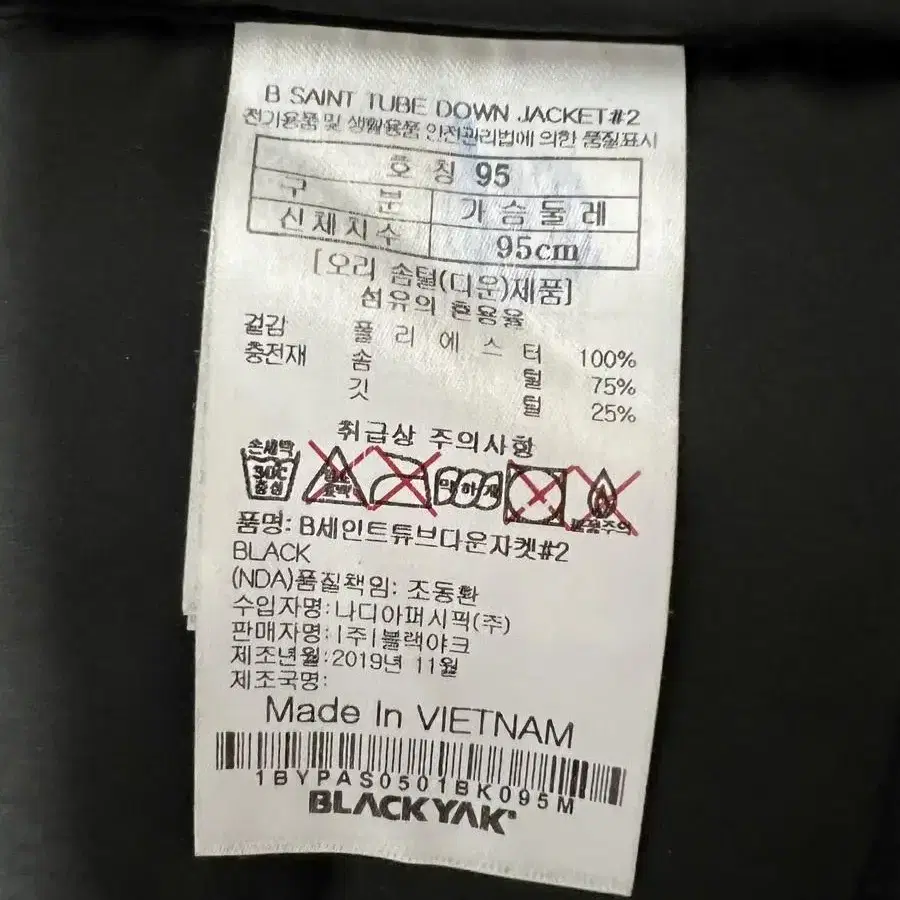 B SAINT TUBE DOWN JACKET#2
전기용품 및 생활용품 안전관리법에 의한 품질표시
호 칭 95
구 분 가슴둘레
신체치수 95cm
[오리 솜털(다운)제품]
섬유의 혼용율
겉감 폴리에스터 100%
충전재 솜털 75%
깃털 25%
취급상 주의사항
손세탁
30C
중성
약하게
품명: B세인트튜브다운자켓#2
BLACK
(NDA)품질책임: 조동환
수입자명:나디아퍼시픽(주)
판매자명:(주)블랙야크
제조년월:2019년 11월
제조국명:
Made In VIETNAM
1BYPAS0501BK095M
BLACKYAK